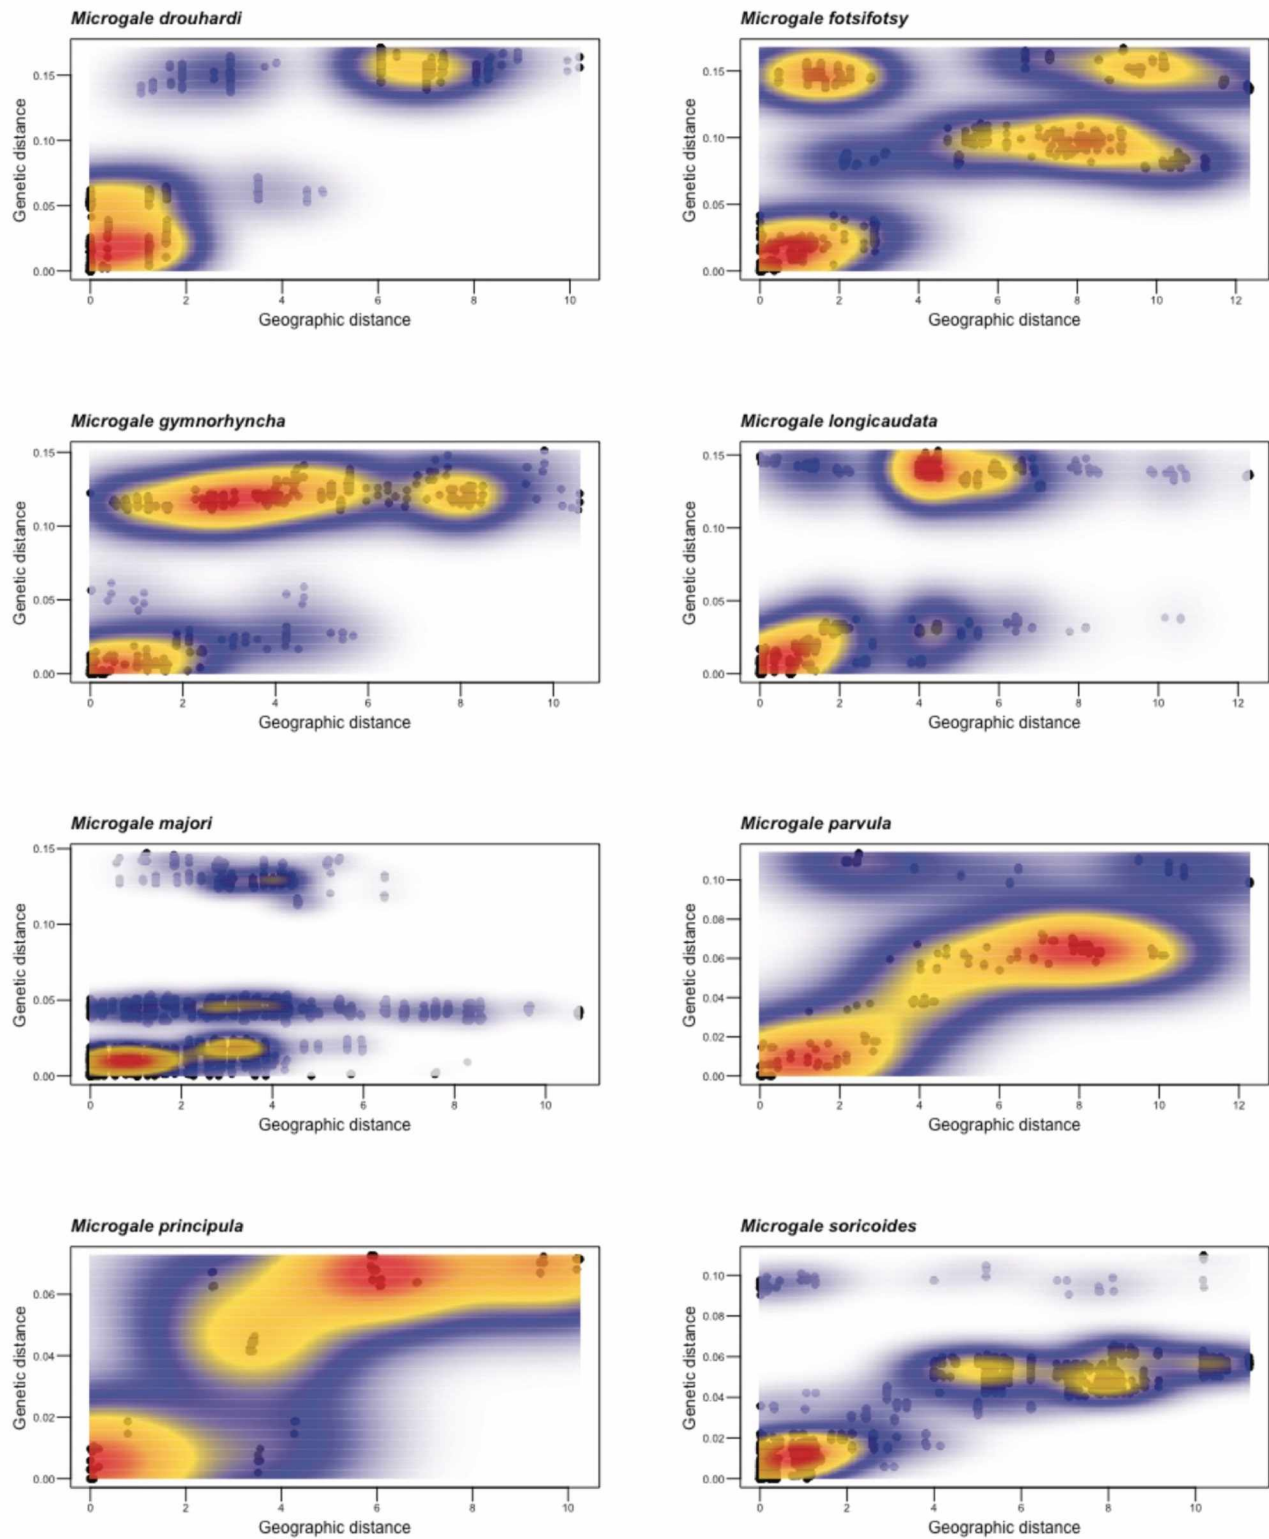 Microgale drouhardi
Genetic distance
0.15
0.10
0.05
0.00
0 2 4 6 8 10
Geographic distance
Microgale fotsifotsy
Genetic distance
0.15
0.10
0.05
0.00
0 2 4 6 8 10 12
Geographic distance
Microgale gymnorhyncha
Genetic distance
0.15
0.10
0.05
0.00
0 2 4 6 8 10
Geographic distance
Microgale longicaudata
Genetic distance
0.15
0.10
0.05
0.00
0 2 4 6 8 10 12
Geographic distance
Microgale majori
Genetic distance
0.15
0.10
0.05
0.00
0 2 4 6 8 10
Geographic distance
Microgale parvula
Genetic distance
0.10
0.08
0.06
0.04
0.02
0.00
0 2 4 6 8 10 12
Geographic distance
Microgale principula
Genetic distance
0.06
0.04
0.02
0.00
0 2 4 6 8 10
Geographic distance
Microgale soricoides
Genetic distance
0.10
0.08
0.06
0.04
0.02
0.00
0 2 4 6 8 10
Geographic distance